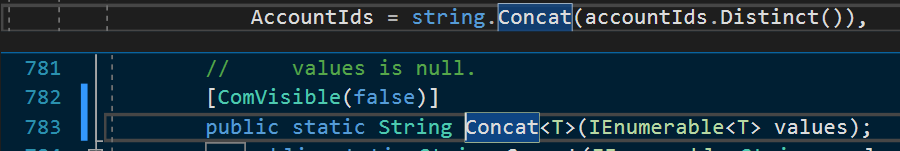 AccountIds = string.Concat(accountIds.Distinct()),
781 // values is null.
782 [ComVisible(false)]
783 public static String Concat<T>(IEnumerable<T> values);